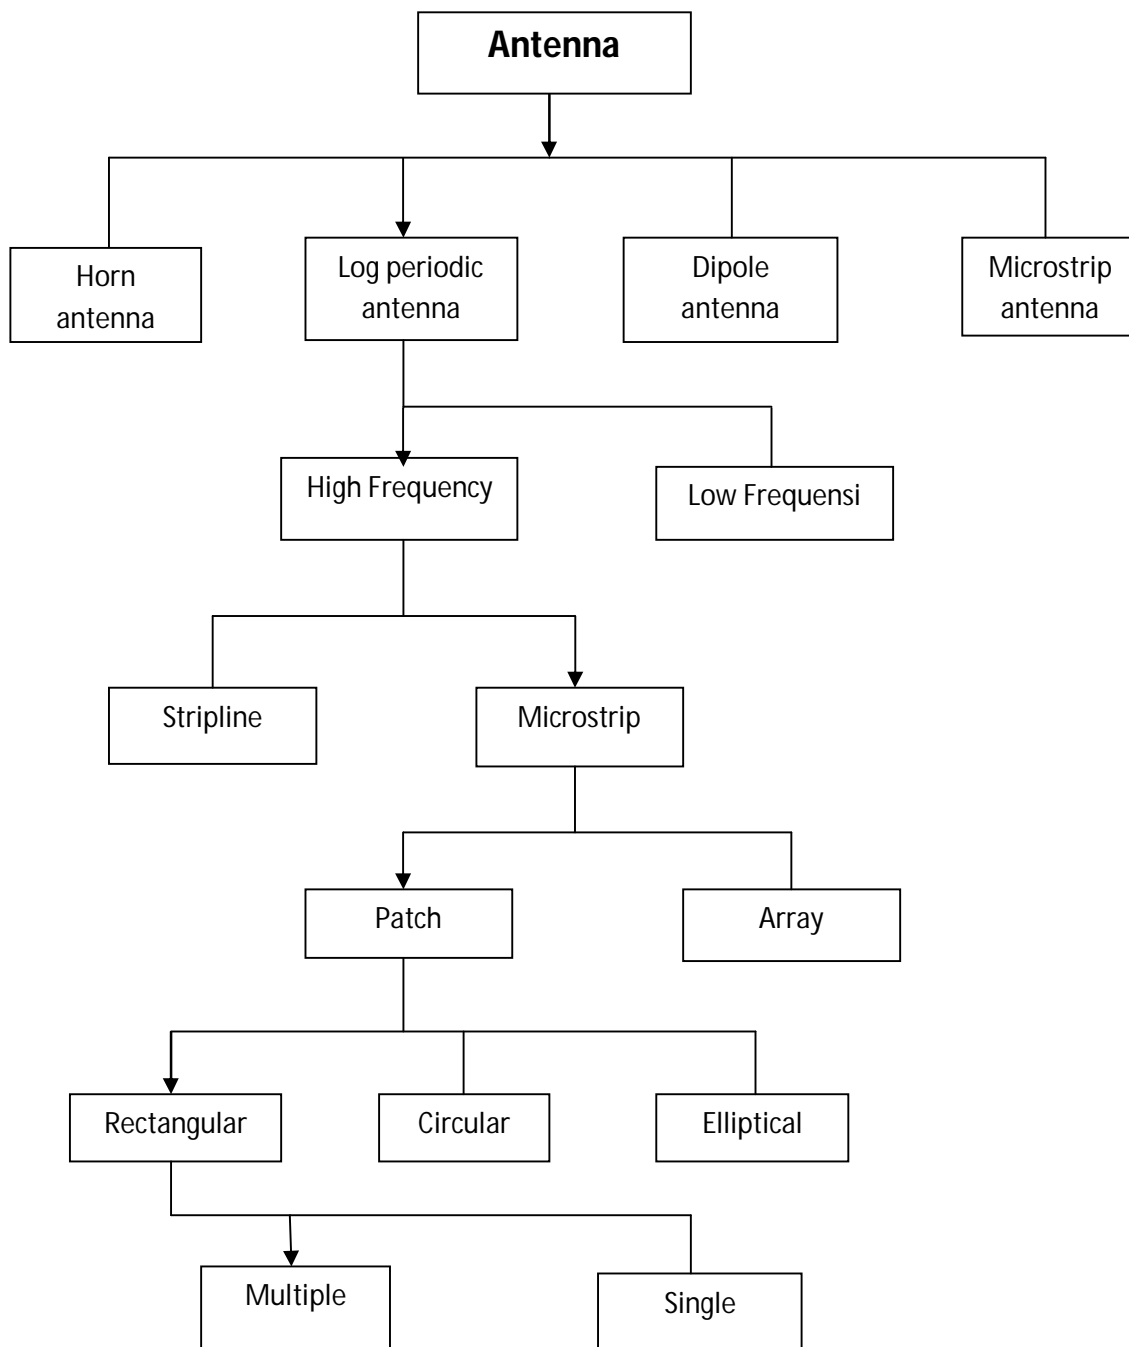 Antenna
Horn
antenna
Log periodic
antenna
Dipole
antenna
Microstrip
antenna
High Frequency
Low Frequensi
Stripline
Microstrip
Patch
Array
Rectangular
Circular
Elliptical
Multiple
Single